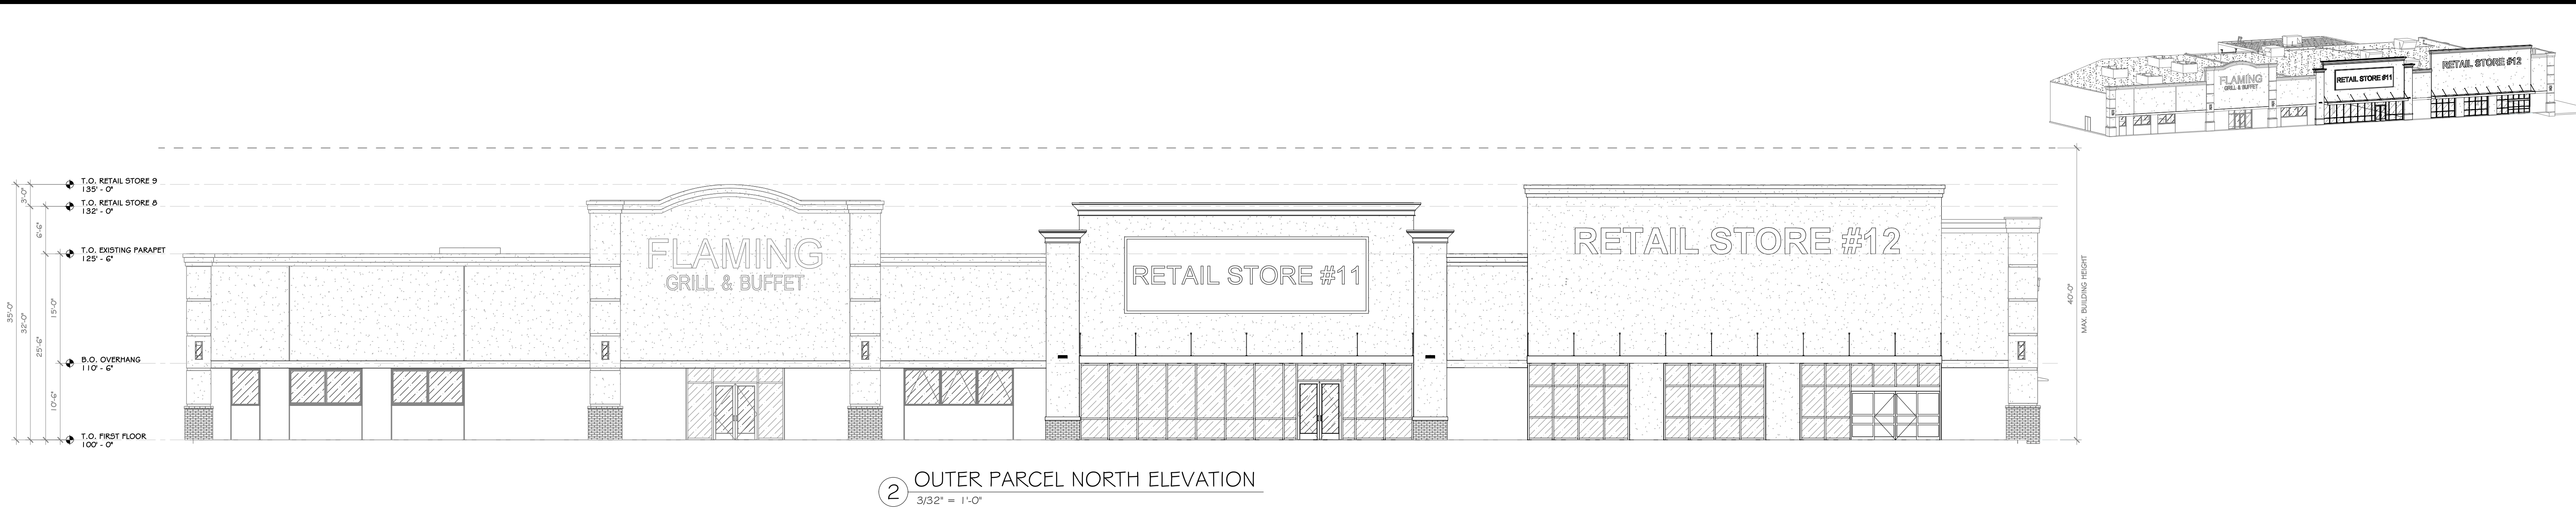 FLAMING
GRILL & BUFFET
RETAIL STORE #11
RETAIL STORE #12
T.O. RETAIL STORE 9
135' - 0"
T.O. RETAIL STORE 8
132' - 0"
T.O. EXISTING PARAPET
125' - 6"
B.O. OVERHANG
110' - 6"
T.O. FIRST FLOOR
100' - 0"
35'-0"
3'-0"
32'-0"
6'-6"
25'-6"
15'-0"
10'-6"
FLAMING
GRILL & BUFFET
RETAIL STORE #11
RETAIL STORE #12
40'-0"
MAX. BUILDING HEIGHT
2
OUTER PARCEL NORTH ELEVATION
3/32" = 1'-0"